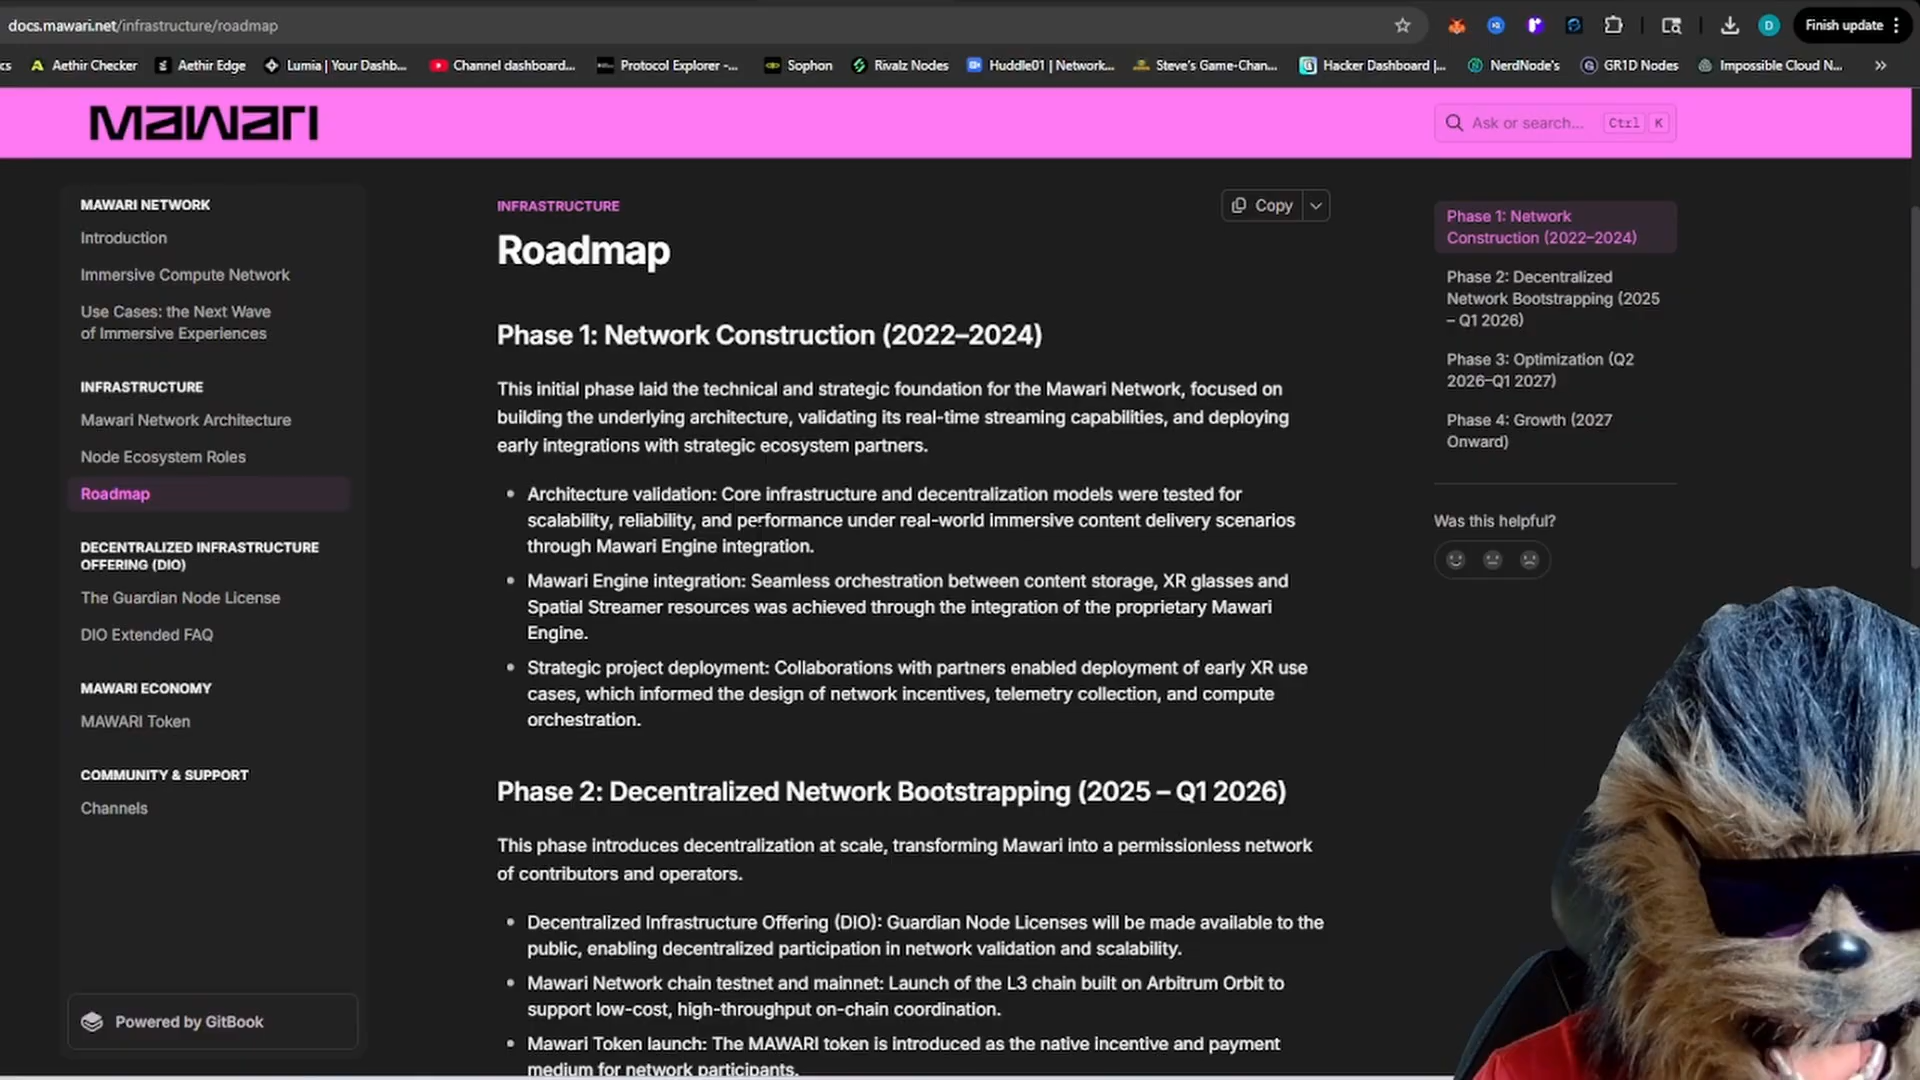 docs.mawari.net/infrastructure/roadmap
D
Finish update
cs
Aethir Checker
Aethir Edge
Lumia | Your Dashb...
Channel dashboard...
Protocol Explorer -...
Sophon
Rivalz Nodes
Huddle01 | Network...
Steve's Game-Chan...
Hacker Dashboard |...
NerdNode's
GR1D Nodes
Impossible Cloud N...
MAWARI
Ask or search...
Ctrl K
MAWARI NETWORK
Introduction
Immersive Compute Network
Use Cases: the Next Wave
of Immersive Experiences
INFRASTRUCTURE
Mawari Network Architecture
Node Ecosystem Roles
Roadmap
DECENTRALIZED INFRASTRUCTURE
OFFERING (DIO)
The Guardian Node License
DIO Extended FAQ
MAWARI ECONOMY
MAWARI Token
COMMUNITY & SUPPORT
Channels
Powered by GitBook
INFRASTRUCTURE
Copy
Roadmap
Phase 1: Network Construction (2022–2024)
This initial phase laid the technical and strategic foundation for the Mawari Network, focused on
building the underlying architecture, validating its real-time streaming capabilities, and deploying
early integrations with strategic ecosystem partners.
• Architecture validation: Core infrastructure and decentralization models were tested for
scalability, reliability, and performance under real-world immersive content delivery scenarios
through Mawari Engine integration.
• Mawari Engine integration: Seamless orchestration between content storage, XR glasses and
Spatial Streamer resources was achieved through the integration of the proprietary Mawari
Engine.
• Strategic project deployment: Collaborations with partners enabled deployment of early XR use
cases, which informed the design of network incentives, telemetry collection, and compute
orchestration.
Phase 2: Decentralized Network Bootstrapping (2025 – Q1 2026)
This phase introduces decentralization at scale, transforming Mawari into a permissionless network
of contributors and operators.
• Decentralized Infrastructure Offering (DIO): Guardian Node Licenses will be made available to the
public, enabling decentralized participation in network validation and scalability.
• Mawari Network chain testnet and mainnet: Launch of the L3 chain built on Arbitrum Orbit to
support low-cost, high-throughput on-chain coordination.
• Mawari Token launch: The MAWARI token is introduced as the native incentive and payment
medium for network participants.
Phase 1: Network
Construction (2022–2024)
Phase 2: Decentralized
Network Bootstrapping (2025
– Q1 2026)
Phase 3: Optimization (Q2
2026–Q1 2027)
Phase 4: Growth (2027
Onward)
Was this helpful?